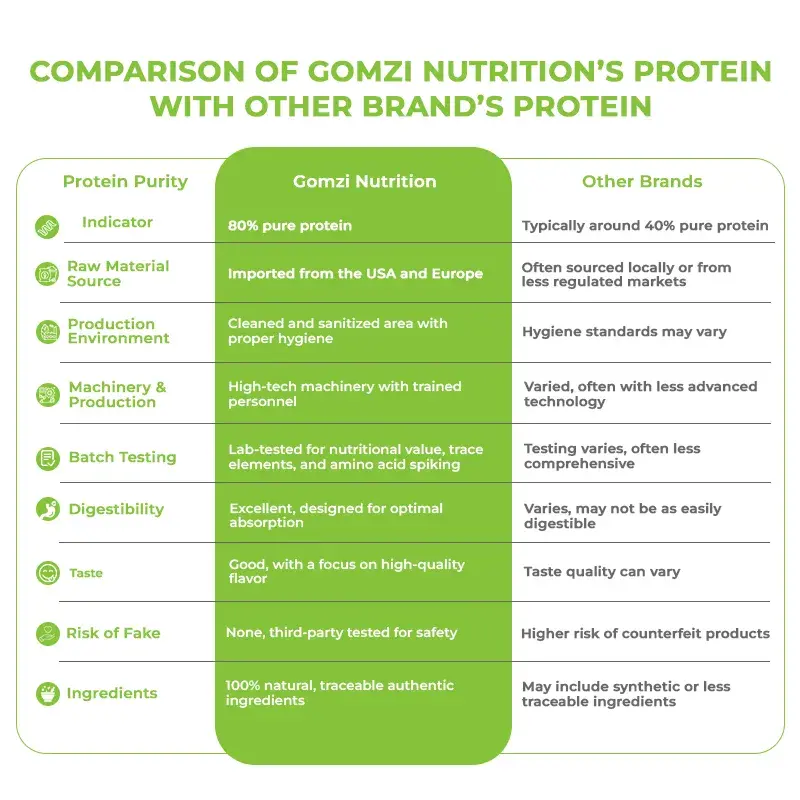 COMPARISON OF GOMZI NUTRITION'S PROTEIN
WITH OTHER BRAND'S PROTEIN
Protein Purity
Gomzi Nutrition
Other Brands
Indicator
80% pure protein
Typically around 40% pure protein
Raw Material
Source
Imported from the USA and Europe
Often sourced locally or from
less regulated markets
Production
Environment
Cleaned and sanitized area with
proper hygiene
Hygiene standards may vary
Machinery &
Production
High-tech machinery with trained
personnel
Varied, often with less advanced
technology
Batch Testing
Lab-tested for nutritional value, trace
elements, and amino acid spiking
Testing varies, often less
comprehensive
Digestibility
Excellent, designed for optimal
absorption
Varies, may not be as easily
digestible
Taste
Good, with a focus on high-quality
flavor
Taste quality can vary
Risk of Fake
None, third-party tested for safety
Higher risk of counterfeit products
Ingredients
100% natural, traceable authentic
ingredients
May include synthetic or less
traceable ingredients